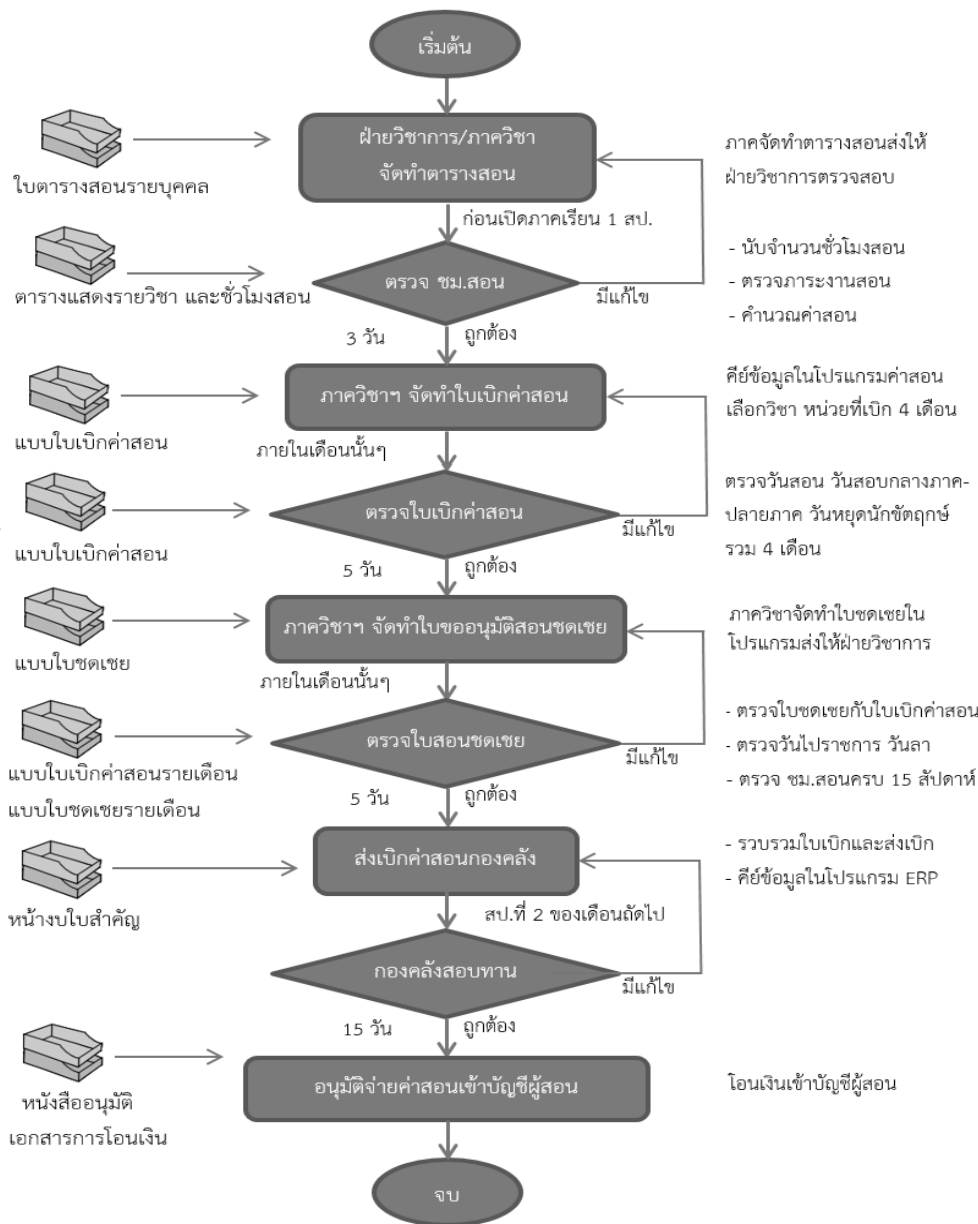 เริ่มต้น
ฝ่ายวิชาการ/ภาควิชา
จัดทำตารางสอน
ใบตารางสอนรายบุคคล
ภาคจัดทำตารางสอนส่งให้
ฝ่ายวิชาการตรวจสอบ
ก่อนเปิดภาคเรียน 1 สป.
ตรวจ ชม.สอน
มีแก้ไข
ตารางแสดงรายวิชา และชั่วโมงสอน
- นับจำนวนชั่วโมงสอน
- ตรวจภาระงานสอน
- คำนวณค่าสอน
3 วัน
ถูกต้อง
ภาควิชาฯ จัดทำใบเบิกค่าสอน
แบบใบเบิกค่าสอน
คีย์ข้อมูลในโปรแกรมค่าสอน
เลือกวิชา หน่วยที่เบิก 4 เดือน
ภายในเดือนนั้นๆ
ตรวจใบเบิกค่าสอน
มีแก้ไข
แบบใบเบิกค่าสอน
ตรวจวันสอน วันสอบกลางภาค-
ปลายภาค วันหยุดนักขัตฤกษ์
รวม 4 เดือน
5 วัน
ถูกต้อง
ภาควิชาฯ จัดทำใบขออนุมัติสอนชดเชย
แบบใบชดเชย
ภาควิชาจัดทำใบชดเชยใน
โปรแกรมส่งให้ฝ่ายวิชาการ
ภายในเดือนนั้นๆ
ตรวจใบสอนชดเชย
มีแก้ไข
แบบใบเบิกค่าสอนรายเดือน
แบบใบชดเชยรายเดือน
- ตรวจใบชดเชยกับใบเบิกค่าสอน
- ตรวจวันไปราชการ วันลา
- ตรวจ ชม.สอนครบ 15 สัปดาห์
5 วัน
ถูกต้อง
ส่งเบิกค่าสอนกองคลัง
หน้างบใบสำคัญ
- รวบรวมใบเบิกและส่งเบิก
- คีย์ข้อมูลในโปรแกรม ERP
สป.ที่ 2 ของเดือนถัดไป
กองคลังสอบทาน
มีแก้ไข
15 วัน
ถูกต้อง
อนุมัติจ่ายค่าสอนเข้าบัญชีผู้สอน
หนังสืออนุมัติ
เอกสารการโอนเงิน
โอนเงินเข้าบัญชีผู้สอน
จบ